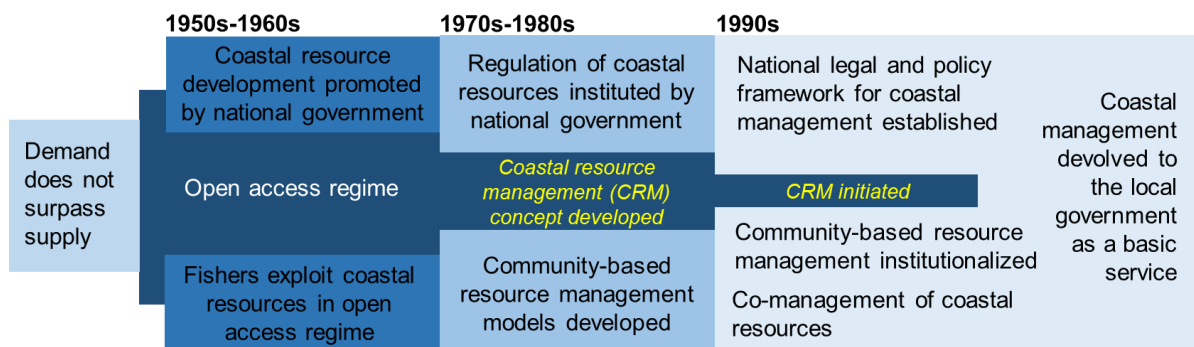 1950s-1960s
1970s-1980s
1990s
Demand
does not
surpass
supply
Coastal resource
development promoted
by national government
Open access regime
Fishers exploit coastal
resources in open
access regime
Regulation of coastal
resources instituted by
national government
Coastal resource
management (CRM)
concept developed
Community-based
resource management
models developed
National legal and policy
framework for coastal
management established
CRM initiated
Community-based resource
management institutionalized
Co-management of coastal
resources
Coastal
management
devolved to
the local
government
as a basic
service